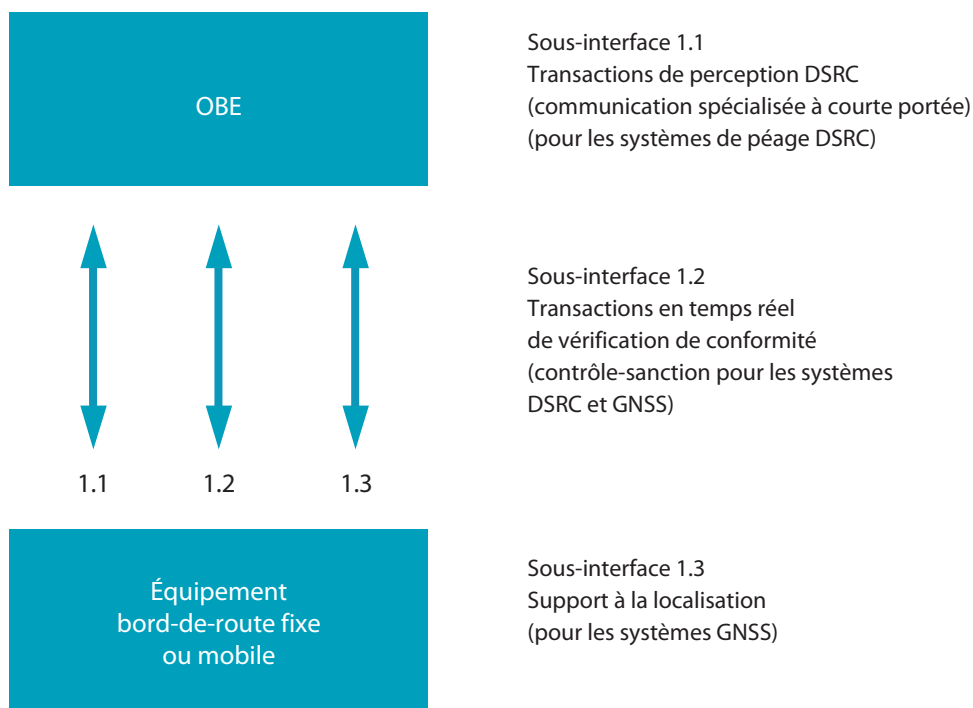 OBE
Sous-interface 1.1
Transactions de perception DSRC
(communication spécialisée à courte portée)
(pour les systèmes de péage DSRC)
Sous-interface 1.2
Transactions en temps réel
de vérification de conformité
(contrôle-sanction pour les systèmes
DSRC et GNSS)
1.1
1.2
1.3
Équipement
bord-de-route fixe
ou mobile
Sous-interface 1.3
Support à la localisation
(pour les systèmes GNSS)